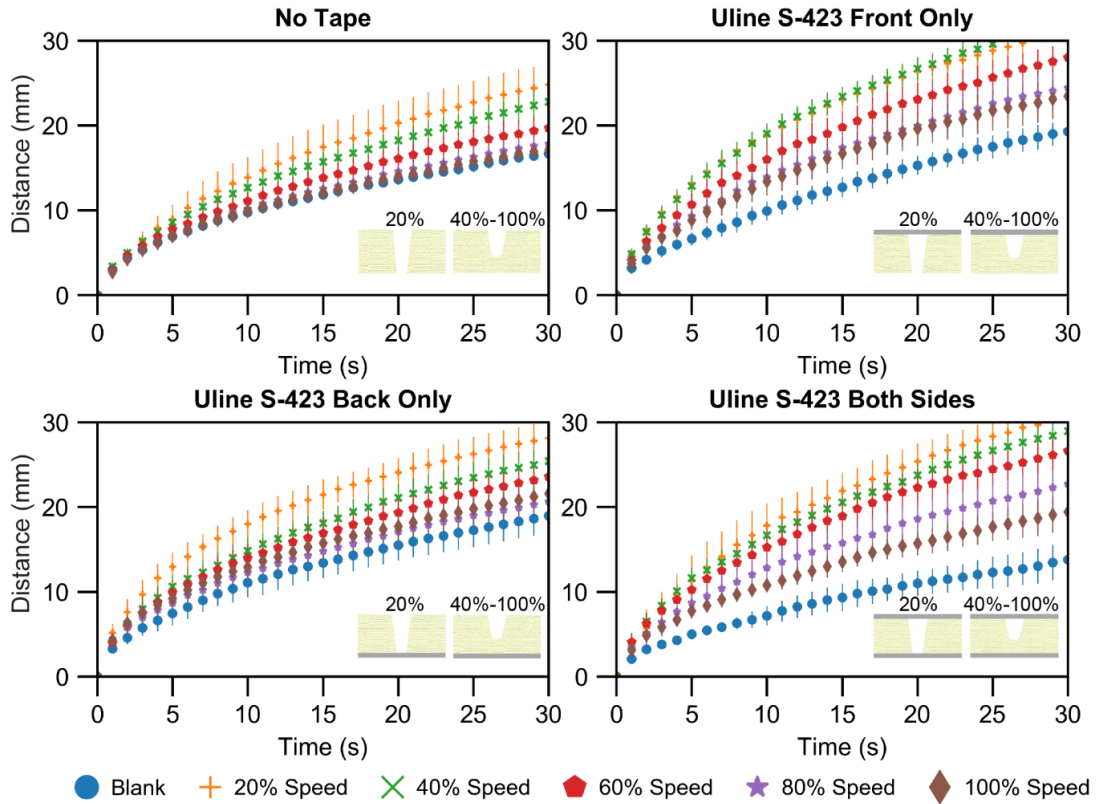 No Tape
Uline S-423 Front Only
30
20
10
0
Distance (mm)
20% 40%-100%
0 5 10 15 20 25 30
Time (s)
30
20
10
0
Distance (mm)
20% 40%-100%
0 5 10 15 20 25 30
Time (s)
Uline S-423 Back Only
Uline S-423 Both Sides
30
20
10
0
Distance (mm)
20% 40%-100%
0 5 10 15 20 25 30
Time (s)
30
20
10
0
Distance (mm)
20% 40%-100%
0 5 10 15 20 25 30
Time (s)
Blank 20% Speed 40% Speed 60% Speed 80% Speed 100% Speed